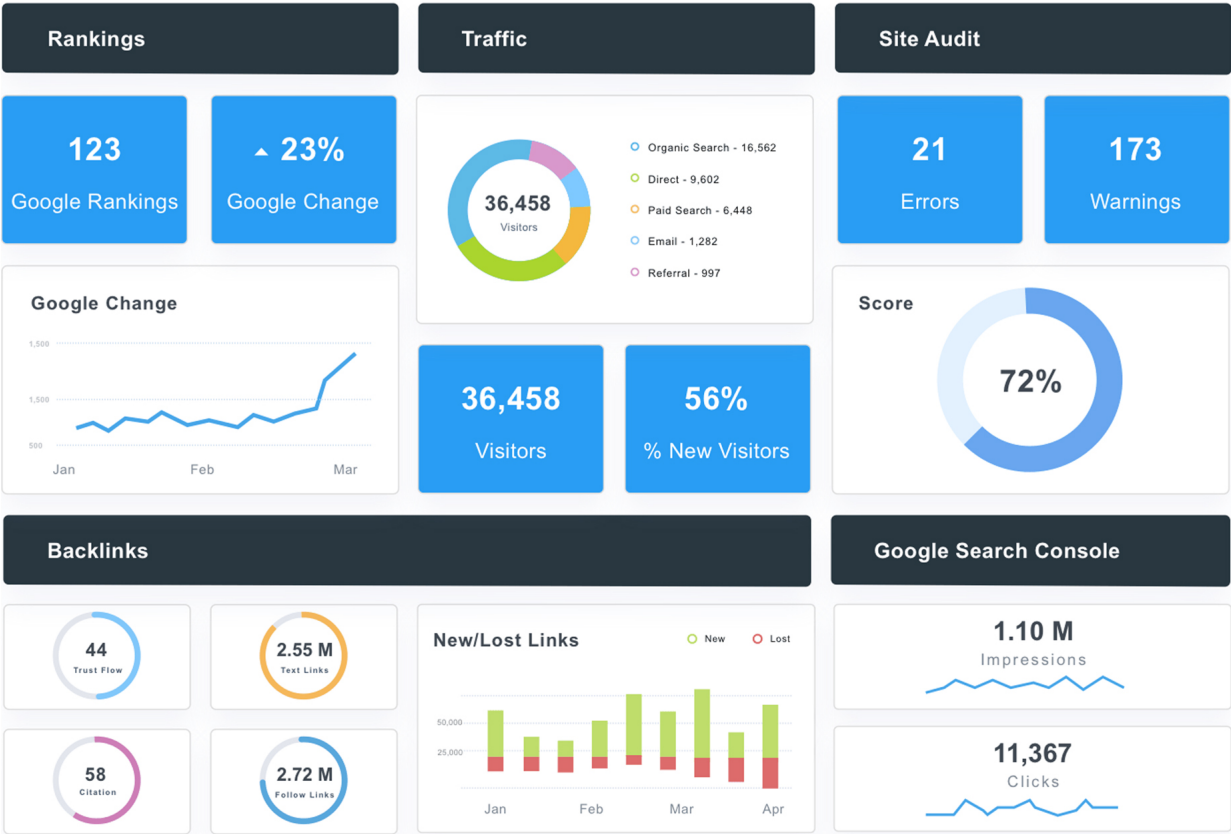 Rankings
Traffic
Site Audit
123
Google Rankings
23%
Google Change
Organic Search - 16,562
Direct - 9,602
Paid Search - 6,448
Email - 1,282
Referral - 997
36,458
Visitors
21
Errors
173
Warnings
Google Change
1,500
1,500
500
Jan
Feb
Mar
36,458
Visitors
56%
% New Visitors
Score
72%
Backlinks
Google Search Console
44
Trust Flow
2.55 M
Text Links
58
Citation
2.72 M
Follow Links
New/Lost Links
New
Lost
50,000
25,000
Jan
Feb
Mar
Apr
1.10 M
Impressions
11,367
Clicks